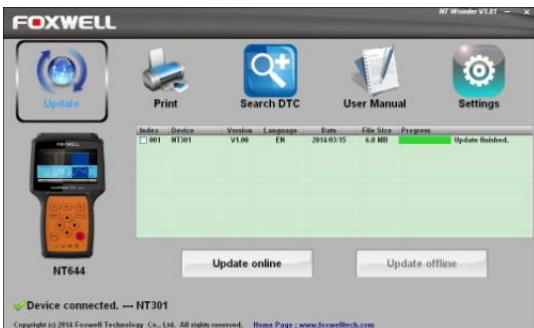 NT Wonder V1.01
FOXWELL
Update Print Search DTC User Manual Settings
Index Device Version Language Date File Size Progress
001 NT301 V1.00 EN 2014/03/15 6.0 MB Update finished.
FOXWELL
NT644
Update online Update offline
Device connected. --- NT301
Copyright (c) 2014 Foxwell Technology Co., Ltd. All rights reserved. Home Page : www.foxwelltech.com